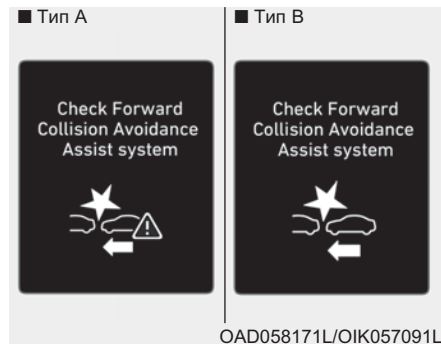 ■ Тип A
Check Forward
Collision Avoidance
Assist system
■ Тип B
Check Forward
Collision Avoidance
Assist system
OAD058171L/OIK057091L